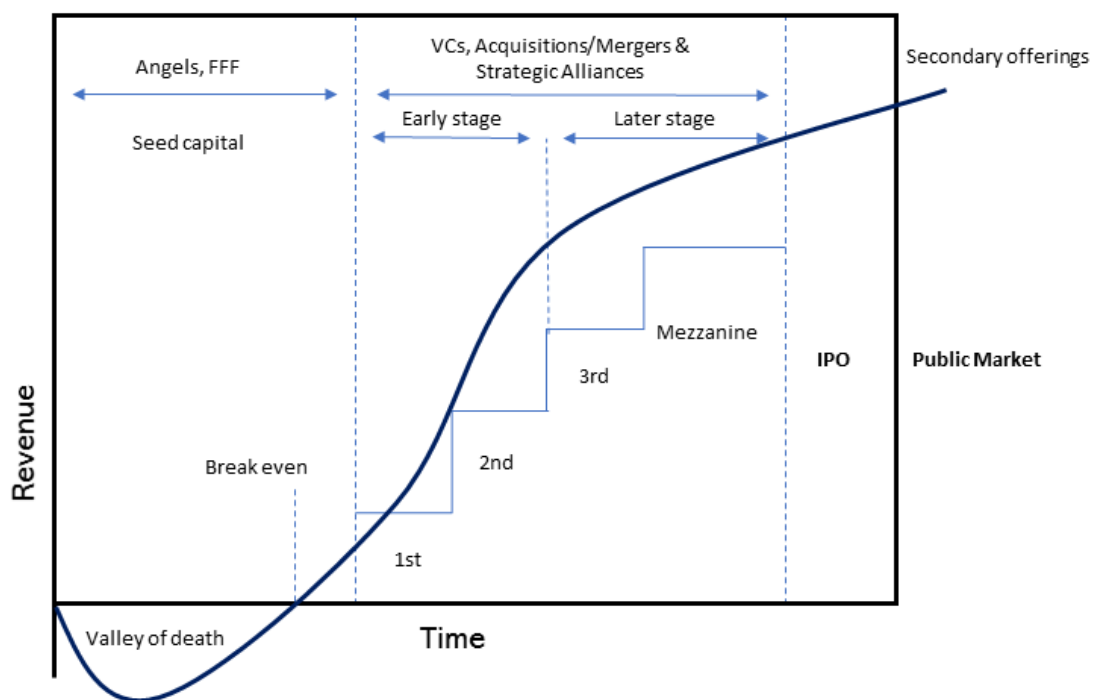 VCs, Acquisitions/Mergers &
Strategic Alliances
Secondary offerings
Angels, FFF
Early stage
Later stage
Seed capital
Mezzanine
IPO
Public Market
3rd
2nd
Break even
1st
Revenue
Valley of death
Time